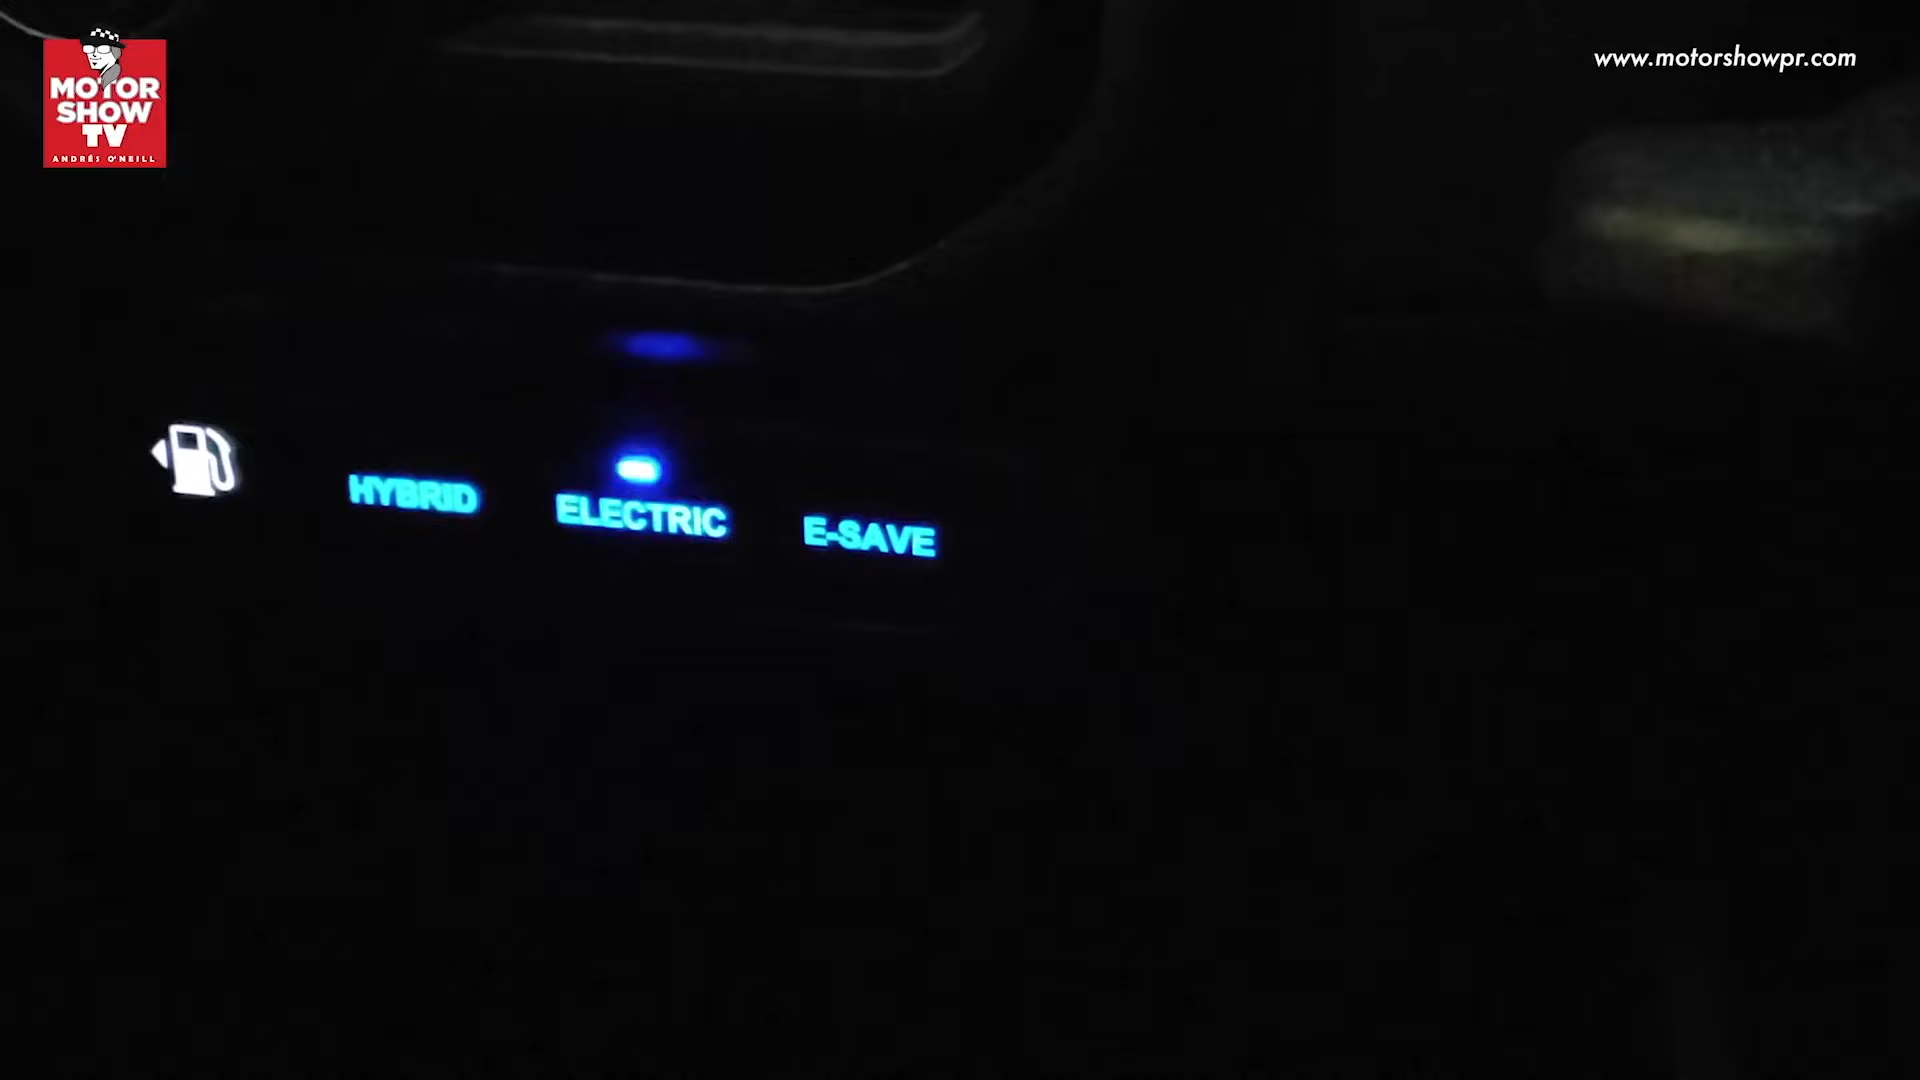 MOTOR
SHOW
TV
ANDRÉS O'NEILL
www.motorshowpr.com
HYBRID
ELECTRIC
E-SAVE